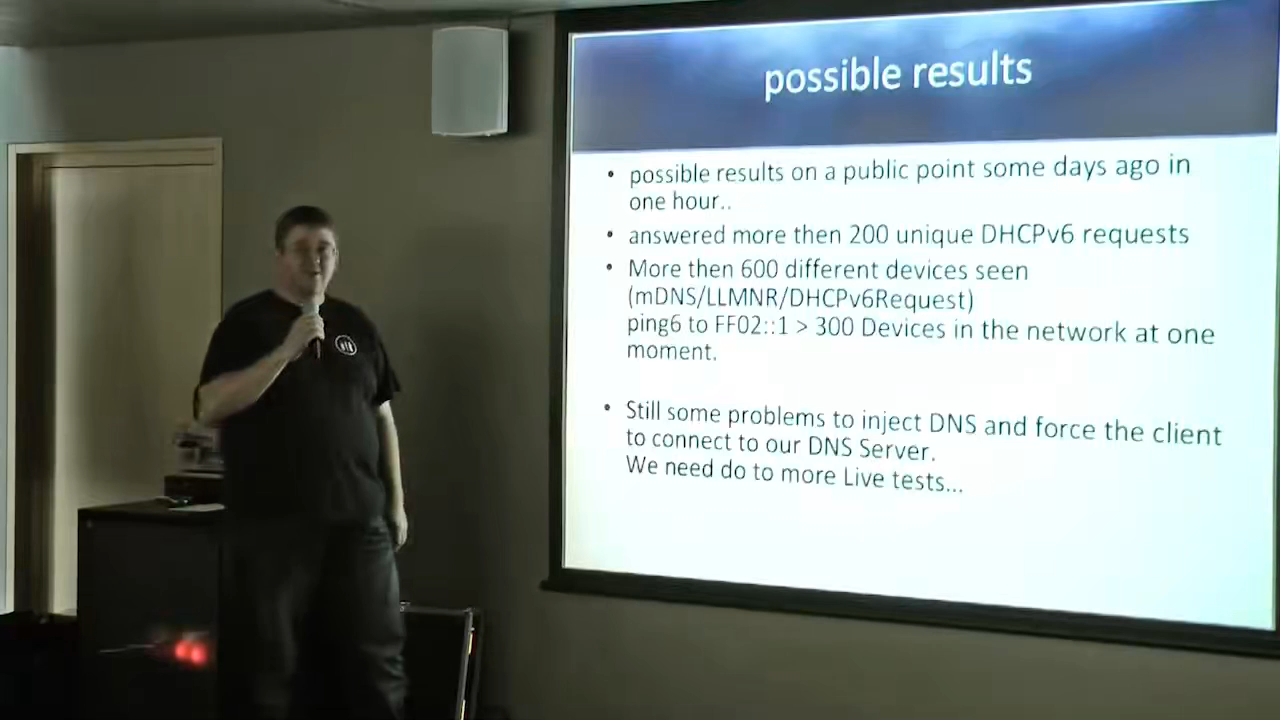 possible results
• possible results on a public point some days ago in
one hour..
• answered more then 200 unique DHCPv6 requests
• More then 600 different devices seen
(mDNS/LLMNR/DHCPv6Request)
ping6 to FF02::1 > 300 Devices in the network at one
moment.
• Still some problems to inject DNS and force the client
to connect to our DNS Server.
We need do to more Live tests...